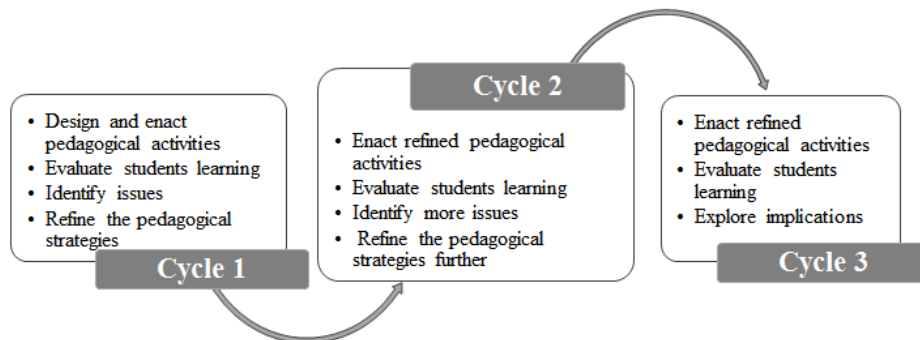 • Design and enact
pedagogical activities
• Evaluate students learning
• Identify issues
• Refine the pedagogical
strategies
Cycle 1
Cycle 2
• Enact refined pedagogical
activities
• Evaluate students learning
• Identify more issues
• Refine the pedagogical
strategies further
• Enact refined
pedagogical activities
• Evaluate students
learning
• Explore implications
Cycle 3